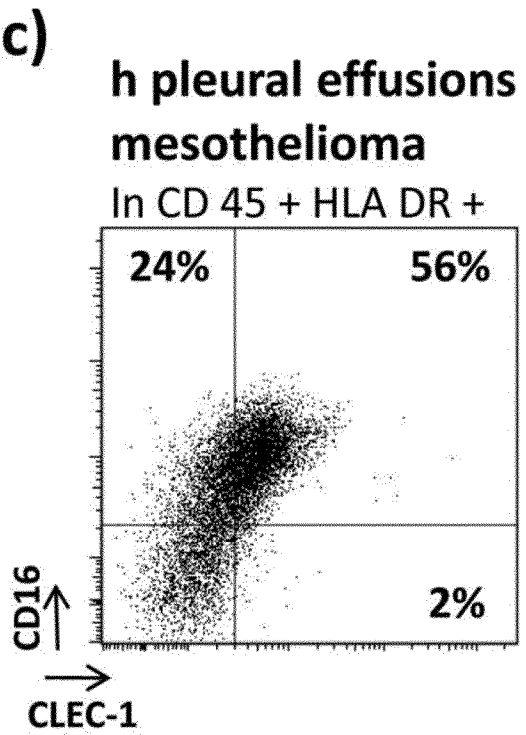 c)
h pleural effusions
mesothelioma
In CD 45 + HLA DR +
24% 56%
2%
CD16
CLEC-1